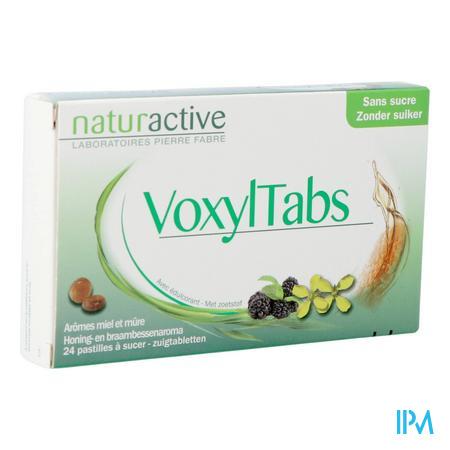 naturactive
LABORATOIRES PIERRE FABRE
Sans sucre
Zonder suiker
VoxylTabs
Avec édulcorant - Met zoetstof
Arômes miel et mûre
Honing- en braambessenaroma
24 pastilles à sucer - zuigtabletten
IPM